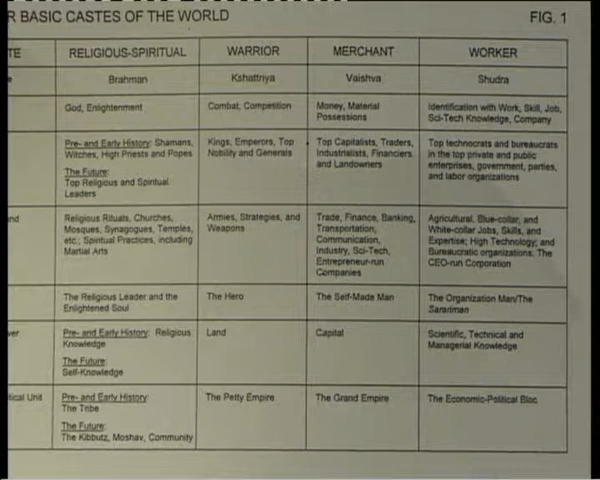 R BASIC CASTES OF THE WORLD
FIG. 1
TE
RELIGIOUS-SPIRITUAL
WARRIOR
MERCHANT
WORKER
e
Brahman
Kshattriya
Vaishva
Shudra
God, Enlightenment
Combat, Competition
Money, Material
Possessions
Identification with Work, Skill, Job,
Sci-Tech Knowledge, Company
Pre- and Early History: Shamans,
Witches, High Priests and Popes
The Future:
Top Religious and Spiritual
Leaders
Kings, Emperors, Top
Nobility and Generals
Top Capitalists, Traders,
Industrialists, Financiers
and Landowners
Top technocrats and bureaucrats
in the top private and public
enterprises, government, parties,
and labor organizations
nd
Religious Rituals, Churches,
Mosques, Synagogues, Temples,
etc.; Spiritual Practices, including
Martial Arts
Armies, Strategies, and
Weapons
Trade, Finance, Banking,
Transportation,
Communication,
Industry, Sci-Tech,
Entrepreneur-run
Companies
Agricultural, Blue-collar, and
White-collar Jobs, Skills, and
Expertise; High Technology; and
Bureaucratic organizations. The
CEO-run Corporation
The Religious Leader and the
Enlightened Soul
The Hero
The Self-Made Man
The Organization Man/The
Sarariman
ver
Pre- and Early History: Religious
Knowledge
The Future:
Self-Knowledge
Land
Capital
Scientific, Technical and
Managerial Knowledge
tical Unit
Pre- and Early History:
The Tribe
The Future:
The Kibbutz, Moshav, Community
The Petty Empire
The Grand Empire
The Economic-Political Bloc